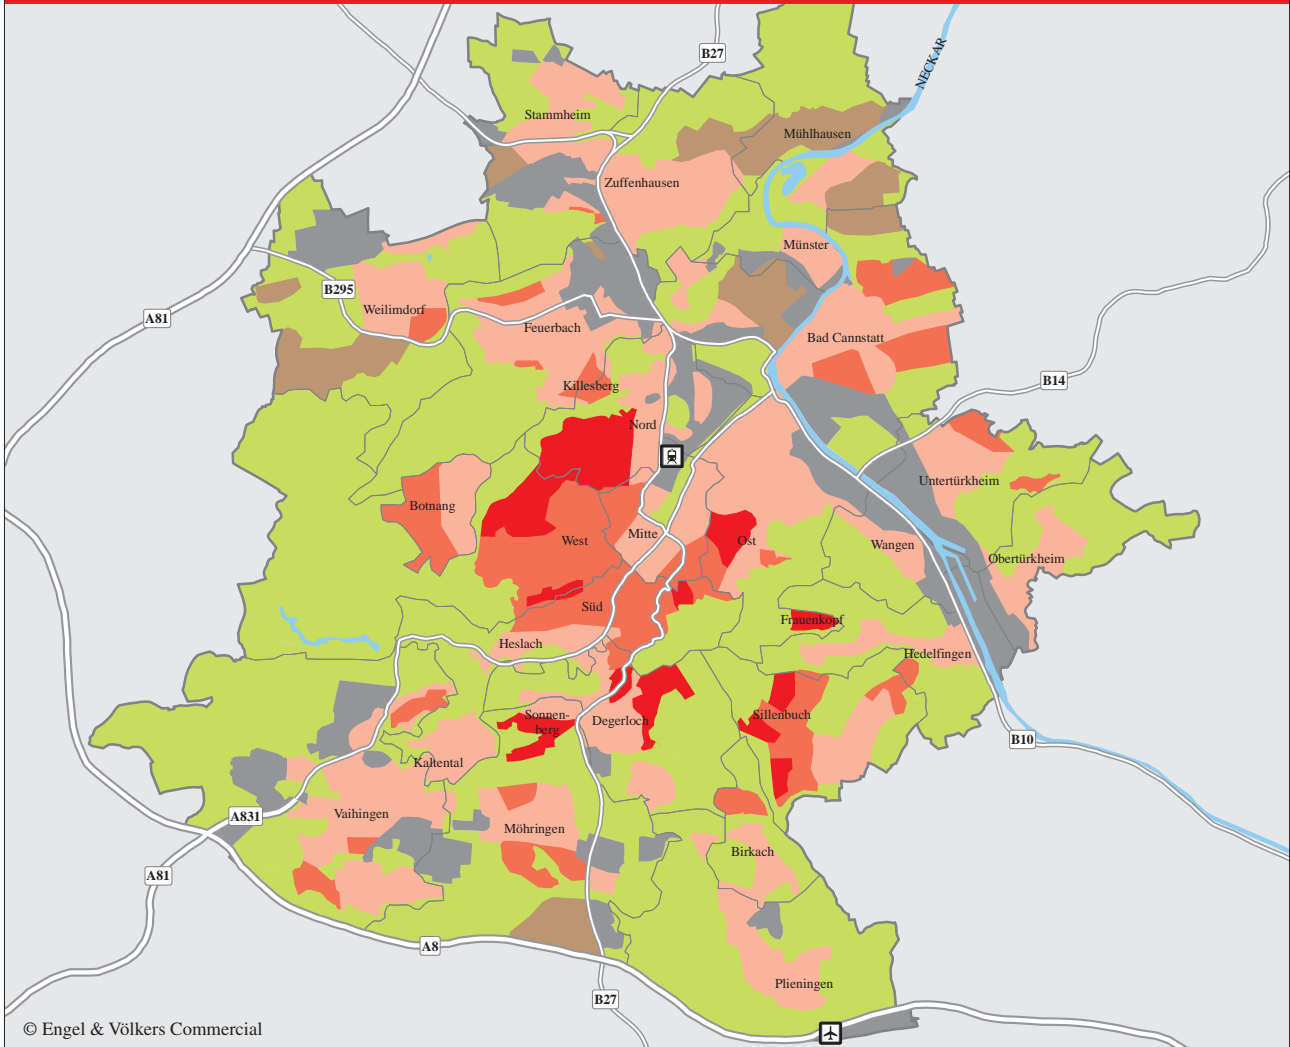 B27
NECKAR
Stammheim
Mühlhausen
Zuffenhausen
Münster
B295
Weilimdorf
A81
Feuerbach
Bad Cannstatt
Killesberg
B14
Nord
Untertürkheim
Botnang
West
Mitte
Ost
Wangen
Obertürkheim
Süd
Frauenkopf
Heslach
Hedelfingen
Sonnen-
berg
Degerloch
Sillenbuch
B10
Kaltental
A831
Vaihingen
Möhringen
Birkach
A81
A8
Plieningen
B27
© Engel & Völkers Commercial